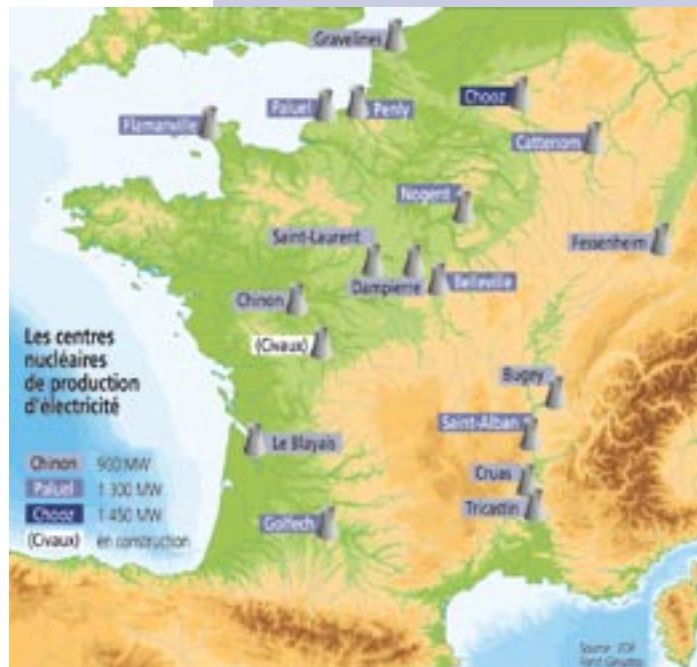 Gravelines
Paluel
Penly
Chooz
Flamanville
Cattenom
Nogent
Saint-Laurent
Fessenheim
Dampierre
Belleville
Chinon
Les centres
nucléaires
de production
d'électricité
(Civaux)
Bugey
Saint-Alban
Le Blayais
Cruas
Tricastin
Golfech
Chinon 900 MW
Paluel 1 300 MW
Chooz 1 450 MW
(Civaux) en construction
Source